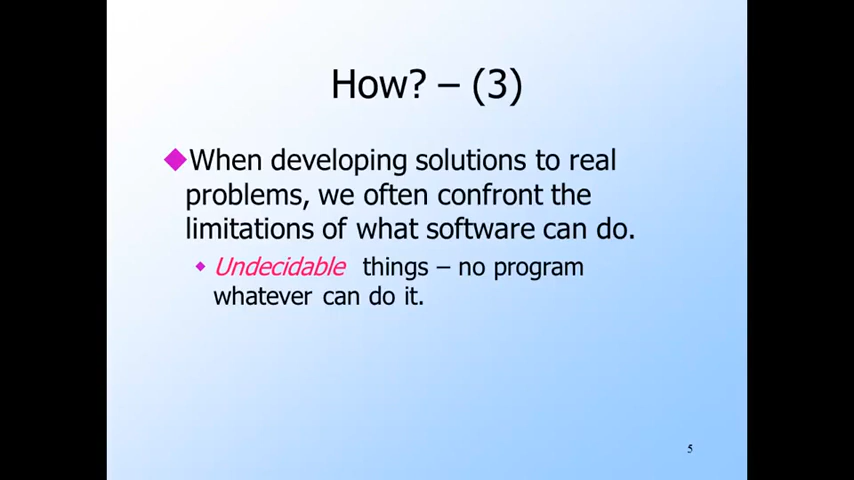 How? – (3)
When developing solutions to real
problems, we often confront the
limitations of what software can do.
Undecidable things – no program
whatever can do it.
5